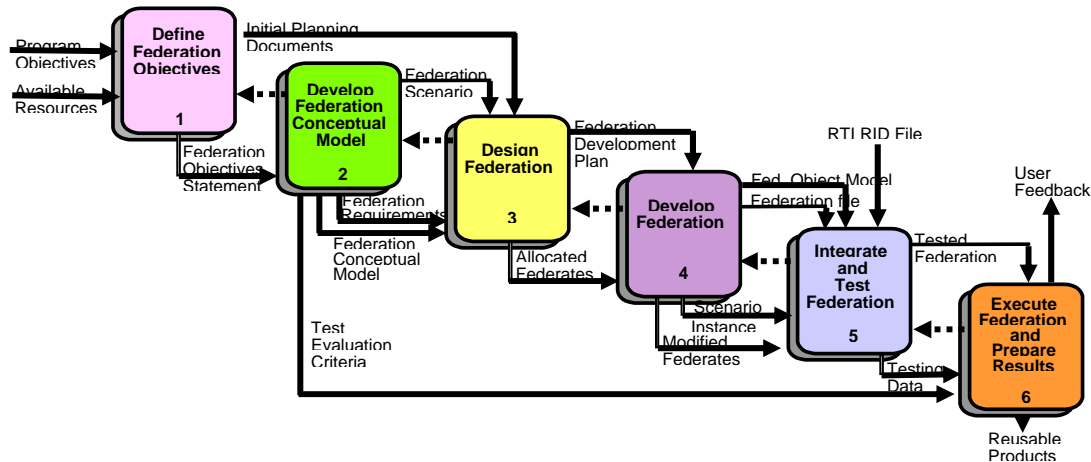 Program
Objectives
Available
Resources
Define
Federation
Objectives
1
Initial Planning
Documents
Federation
Objectives
Statement
Develop
Federation
Conceptual
Model
2
Federation
Scenario
Federation
Requirements
Federation
Conceptual
Model
Test
Evaluation
Criteria
Design
Federation
3
Federation
Development
Plan
Allocated
Federates
Develop
Federation
4
Fed. Object Model
Federation file
Scenario
Instance
Modified
Federates
RTI RID File
Integrate
and
Test
Federation
5
Tested
Federation
Testing
Data
User
Feedback
Execute
Federation
and
Prepare
Results
6
Reusable
Products